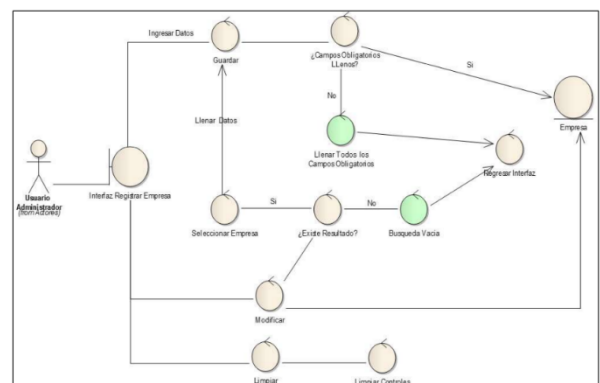 Ingresar Datos
Guardar
¿Campos Obligatorios
LLenos?
Si
No
Empresa
Llenar Datos
Llenar Todos los
Campos Obligatorios
Regresar Interfaz
Usuario
Administrador
(from Actores)
Interfaz Registrar Empresa
Si
No
Seleccionar Empresa
¿Existe Resultado?
Busqueda Vacia
Modificar
Limpiar
Limpiar Controles